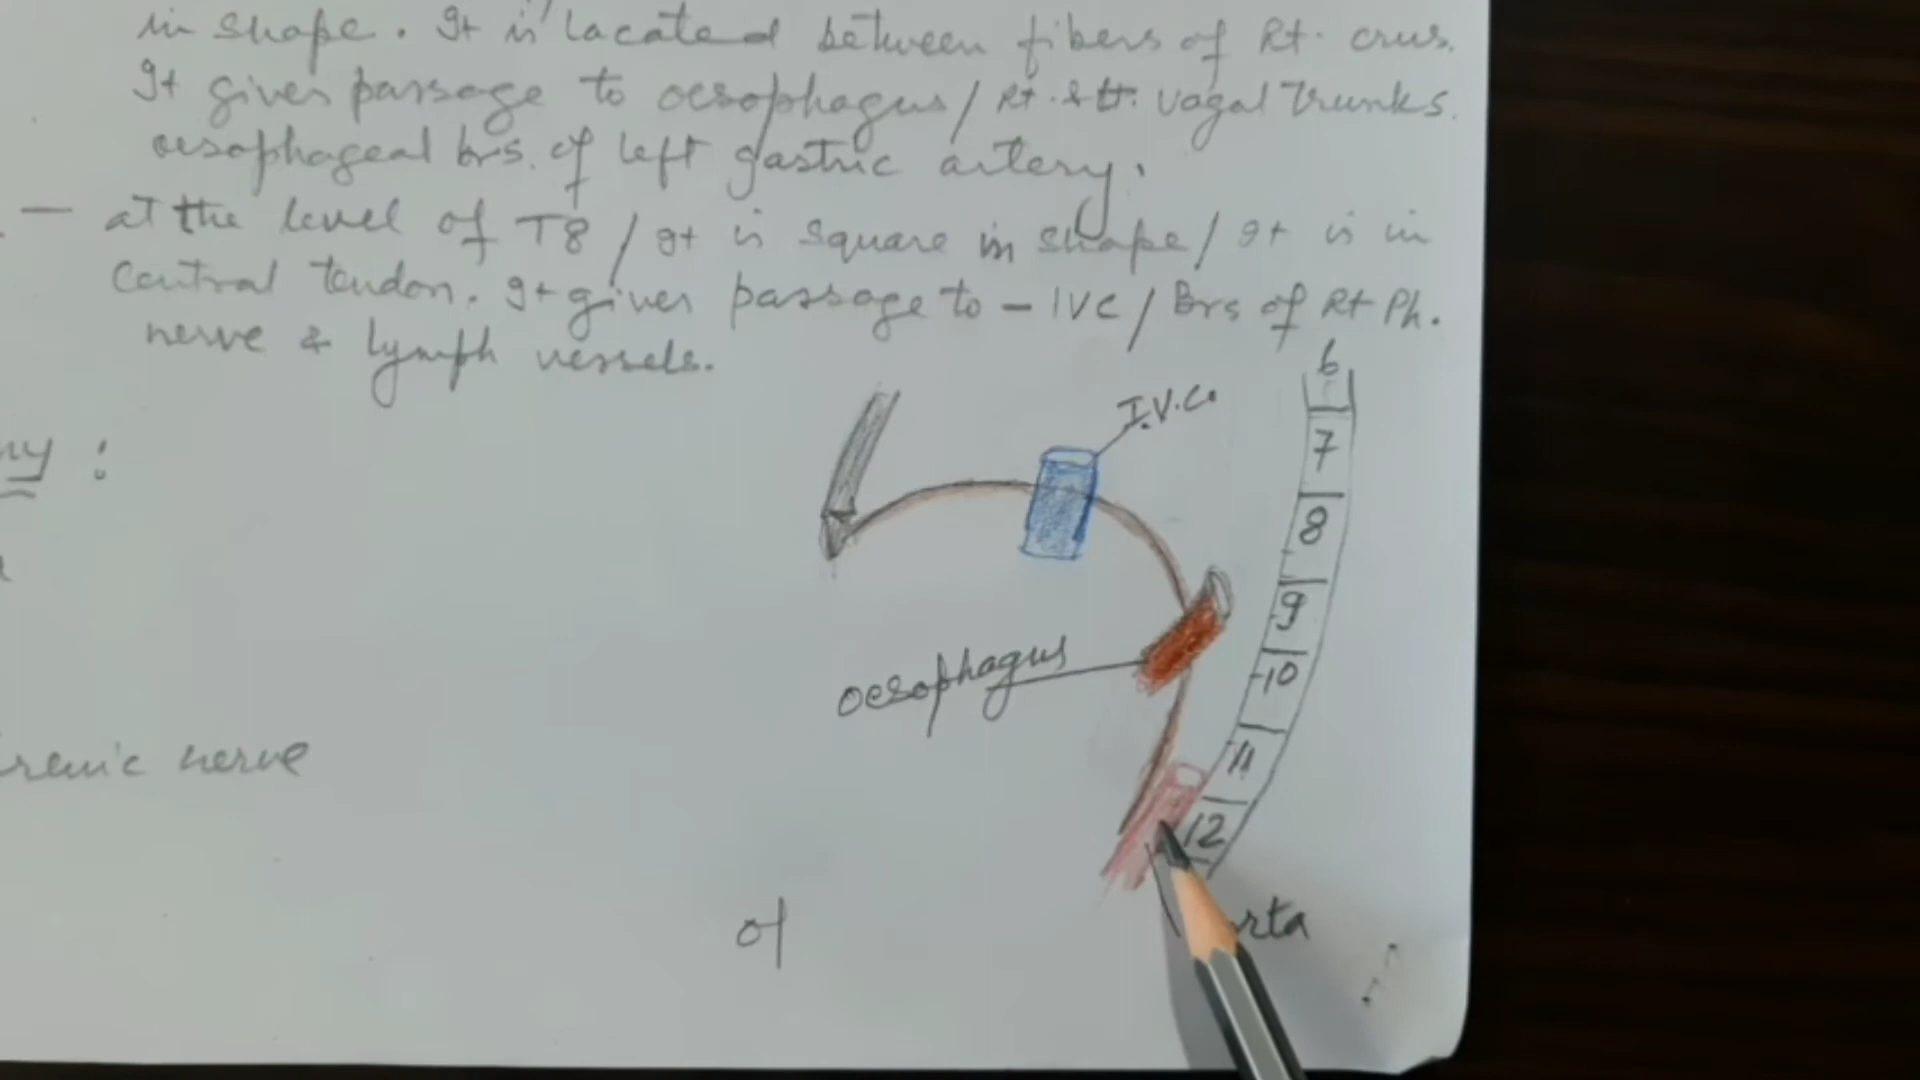 in shape. It is lacated between fibers of Rt. crus.
It gives passage to oesophagus / Rt. & lt. vagal Trunks.
oesophageal brs. of left gastric artery.
— at the level of T8 / It is square in shape / It is in
Central tendon. It gives passage to - IVC / Brs of Rt Ph.
nerve & lymph vessels.
6
I.V.C.
7
8
9
oesophagus
10
11
12
renic nerve
of
rta